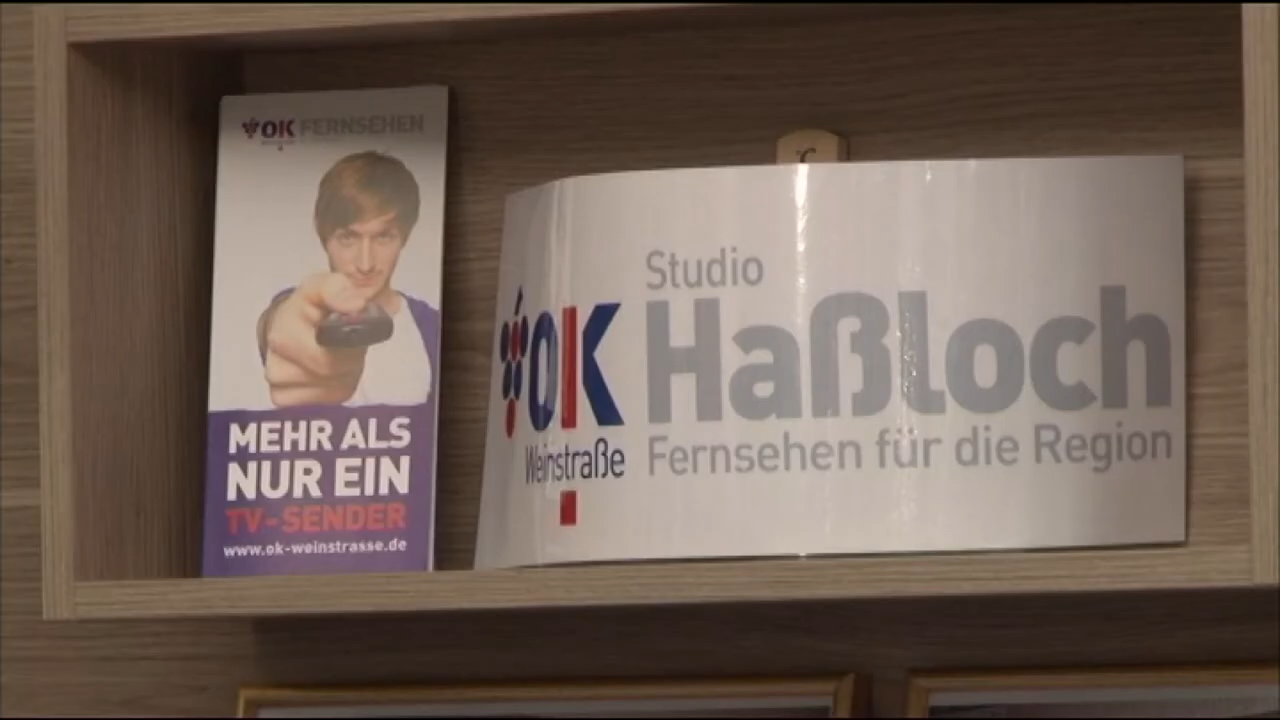 OK FERNSEHEN
MEHR ALS
NUR EIN
TV-SENDER
www.ok-weinstrasse.de
°C
Studio
OK Haßloch
Weinstraße
Fernsehen für die Region